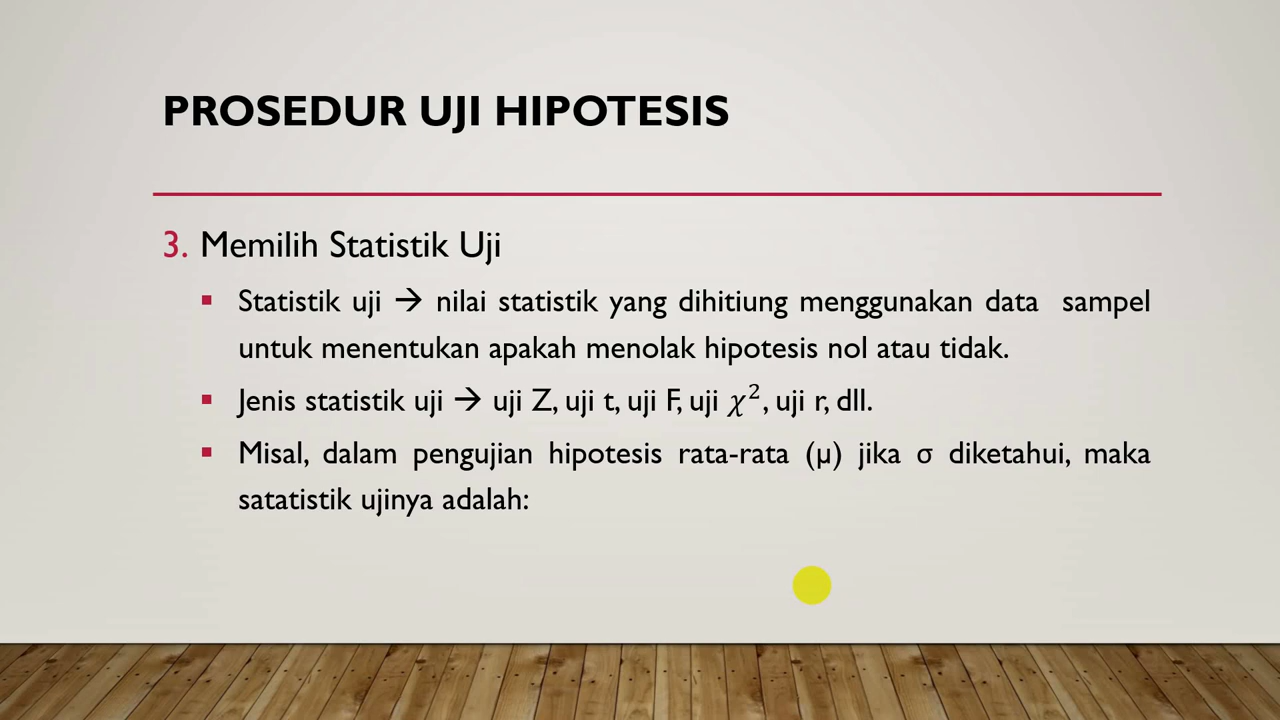 PROSEDUR UJI HIPOTESIS
3. Memilih Statistik Uji
▪ Statistik uji → nilai statistik yang dihitiung menggunakan data sampel
untuk menentukan apakah menolak hipotesis nol atau tidak.
▪ Jenis statistik uji → uji Z, uji t, uji F, uji 𝜒², uji r, dll.
▪ Misal, dalam pengujian hipotesis rata-rata (µ) jika σ diketahui, maka
satatistik ujinya adalah: